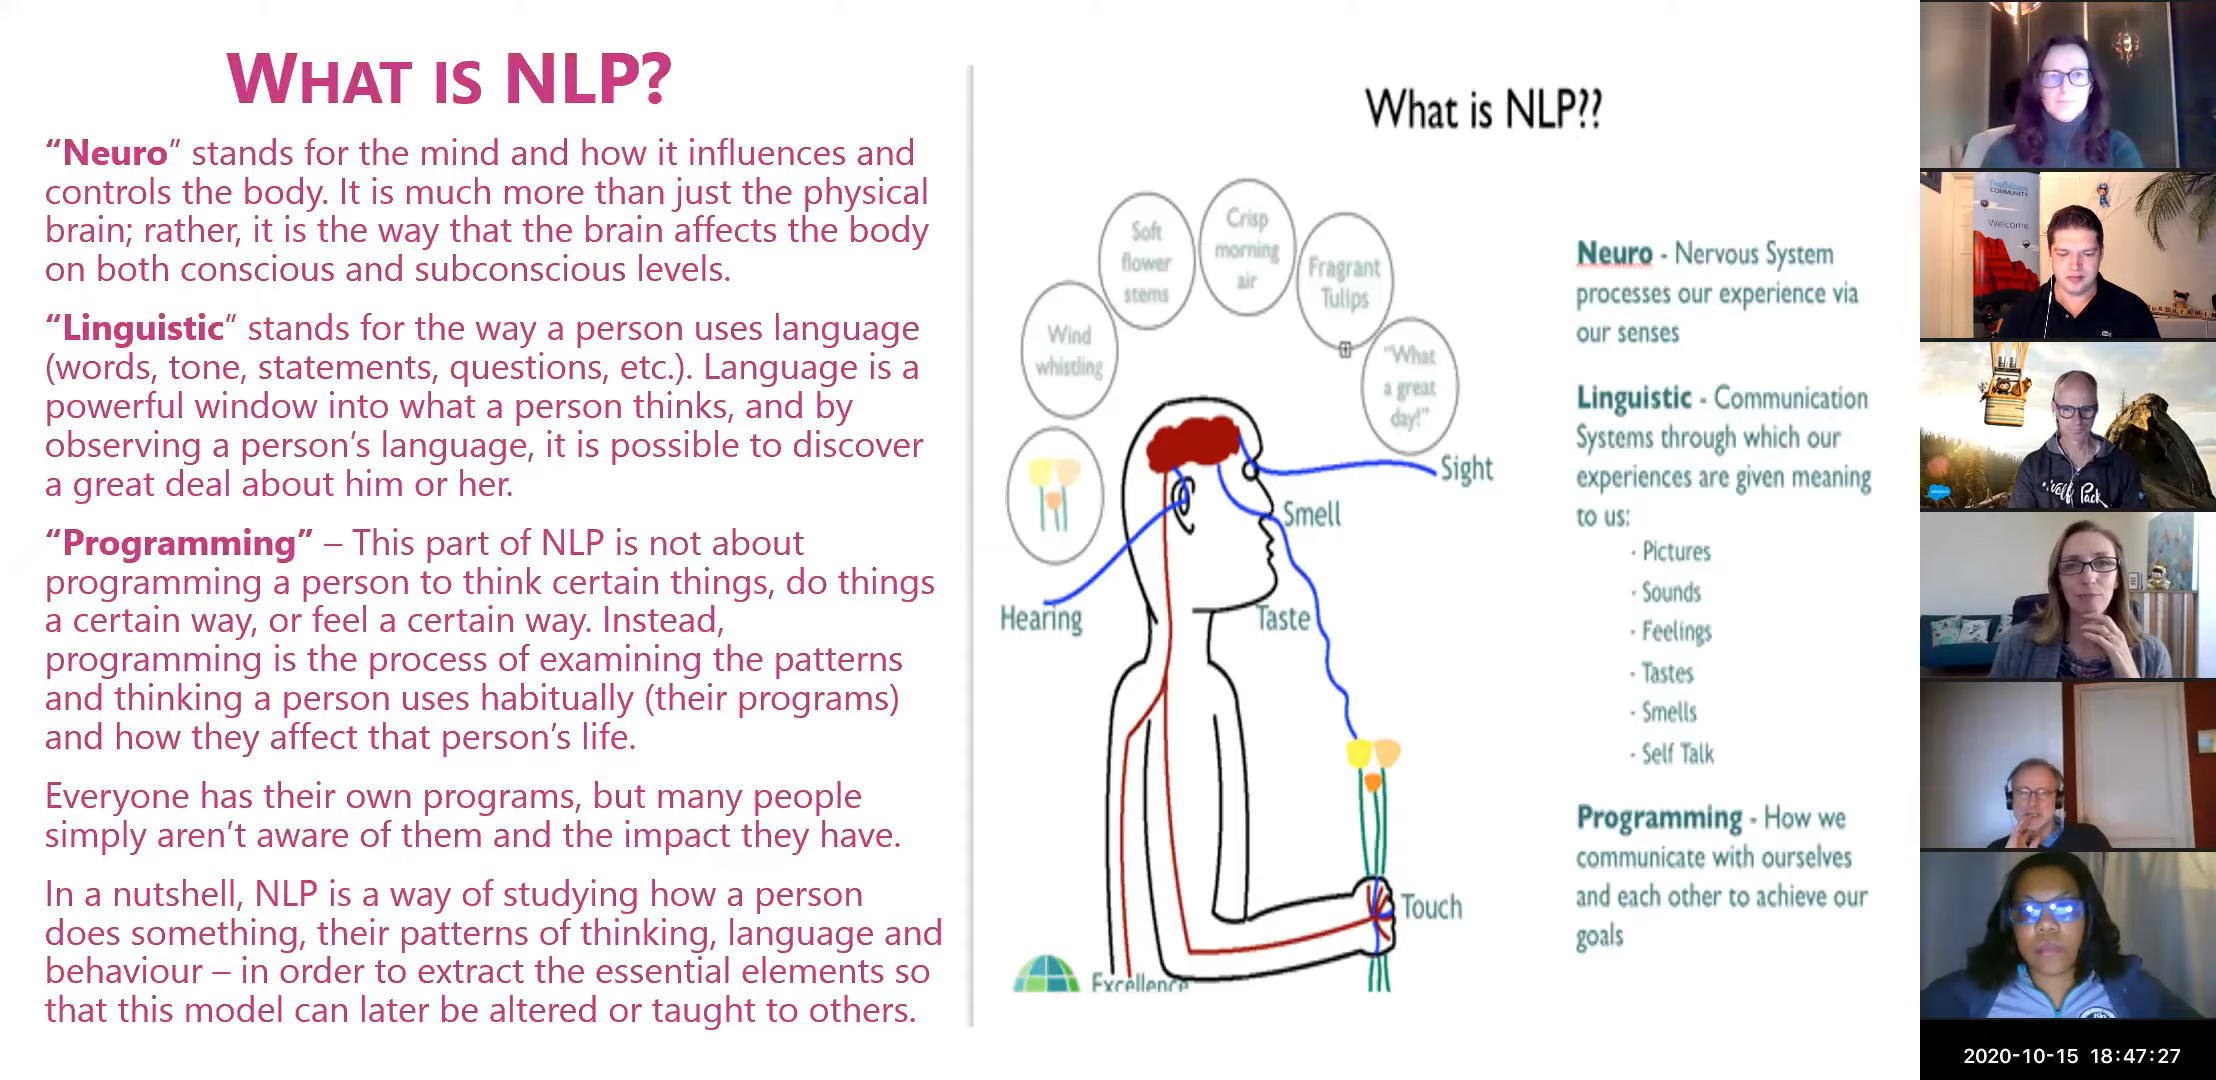 WHAT IS NLP?
“Neuro” stands for the mind and how it influences and
controls the body. It is much more than just the physical
brain; rather, it is the way that the brain affects the body
on both conscious and subconscious levels.
“Linguistic” stands for the way a person uses language
(words, tone, statements, questions, etc.). Language is a
powerful window into what a person thinks, and by
observing a person’s language, it is possible to discover
a great deal about him or her.
“Programming” – This part of NLP is not about
programming a person to think certain things, do things
a certain way, or feel a certain way. Instead,
programming is the process of examining the patterns
and thinking a person uses habitually (their programs)
and how they affect that person’s life.
Everyone has their own programs, but many people
simply aren’t aware of them and the impact they have.
In a nutshell, NLP is a way of studying how a person
does something, their patterns of thinking, language and
behaviour – in order to extract the essential elements so
that this model can later be altered or taught to others.
What is NLP??
Wind
whistling
Soft
flower
stems
Crisp
morning
air
Fragrant
Tulips
“What
a great
day!”
Sight
Smell
Hearing
Taste
Touch
Excellence
Neuro - Nervous System
processes our experience via
our senses
Linguistic - Communication
Systems through which our
experiences are given meaning
to us:
· Pictures
· Sounds
· Feelings
· Tastes
· Smells
· Self Talk
Programming - How we
communicate with ourselves
and each other to achieve our
goals
COMMUNITY
Welcome
Pack
2020-10-15 18:47:27